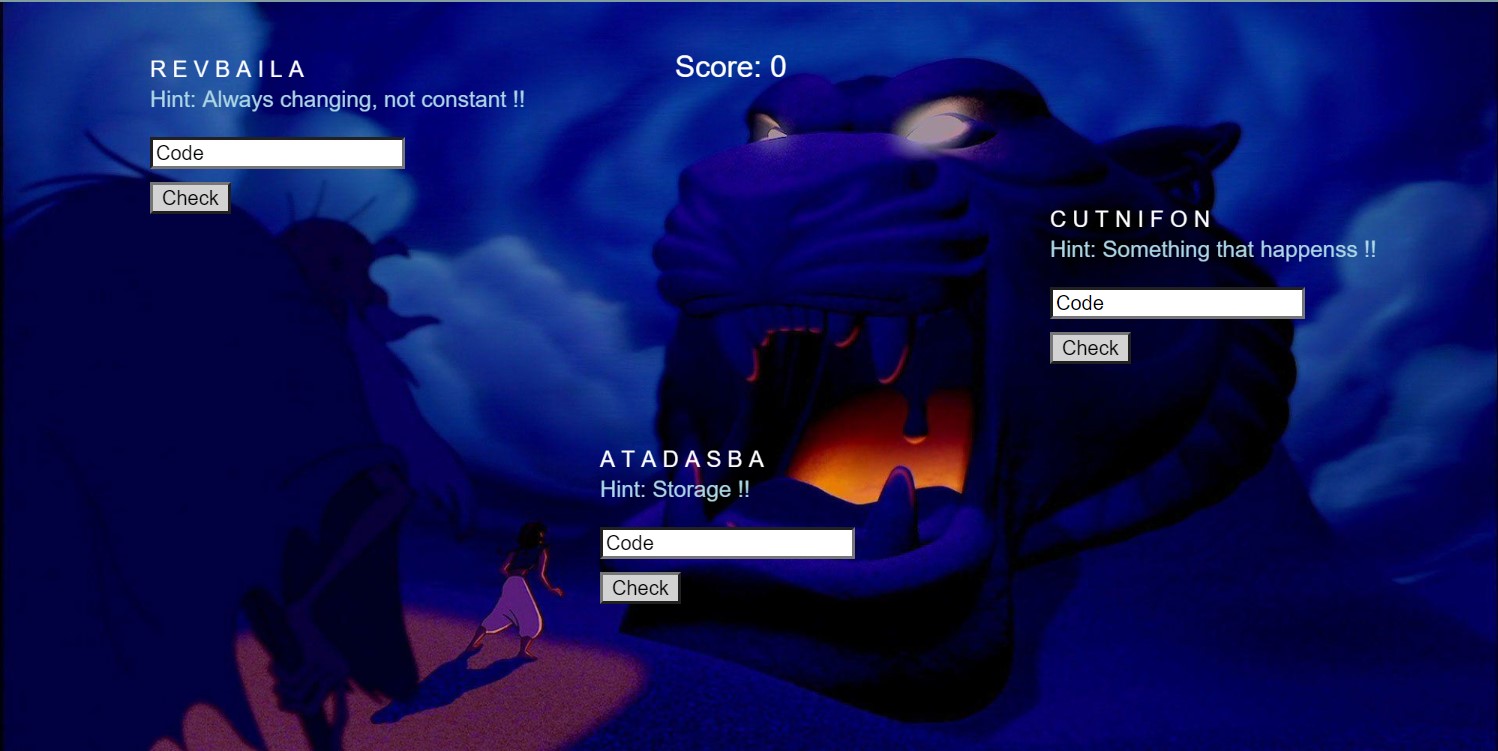 Score: 0
R E V B A I L A
Hint: Always changing, not constant !!
Code
Check
C U T N I F O N
Hint: Something that happenss !!
Code
Check
A T A D A S B A
Hint: Storage !!
Code
Check